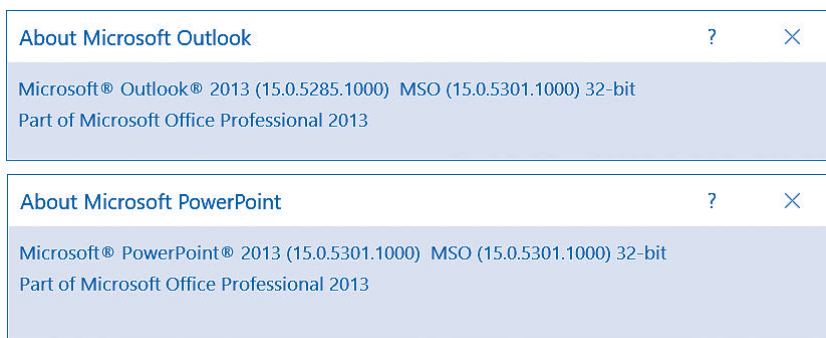 About Microsoft Outlook ? ×
Microsoft® Outlook® 2013 (15.0.5285.1000) MSO (15.0.5301.1000) 32-bit
Part of Microsoft Office Professional 2013
About Microsoft PowerPoint ? ×
Microsoft® PowerPoint® 2013 (15.0.5301.1000) MSO (15.0.5301.1000) 32-bit
Part of Microsoft Office Professional 2013